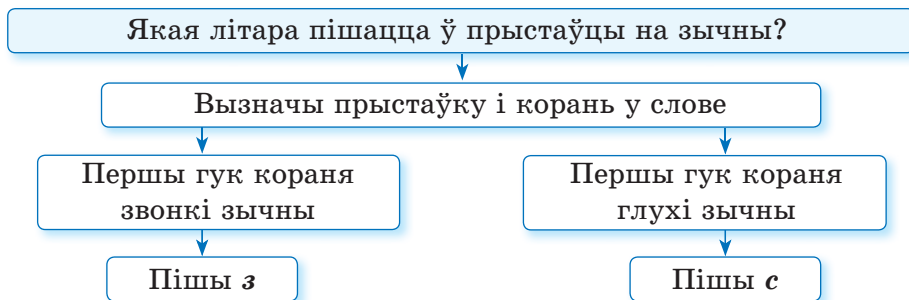 Якая літара пішацца ў прыстаўцы на зычны?
Вызначы прыстаўку і корань у слове
Першы гук кораня
звонкі зычны
Першы гук кораня
глухі зычны
Пішы з
Пішы с